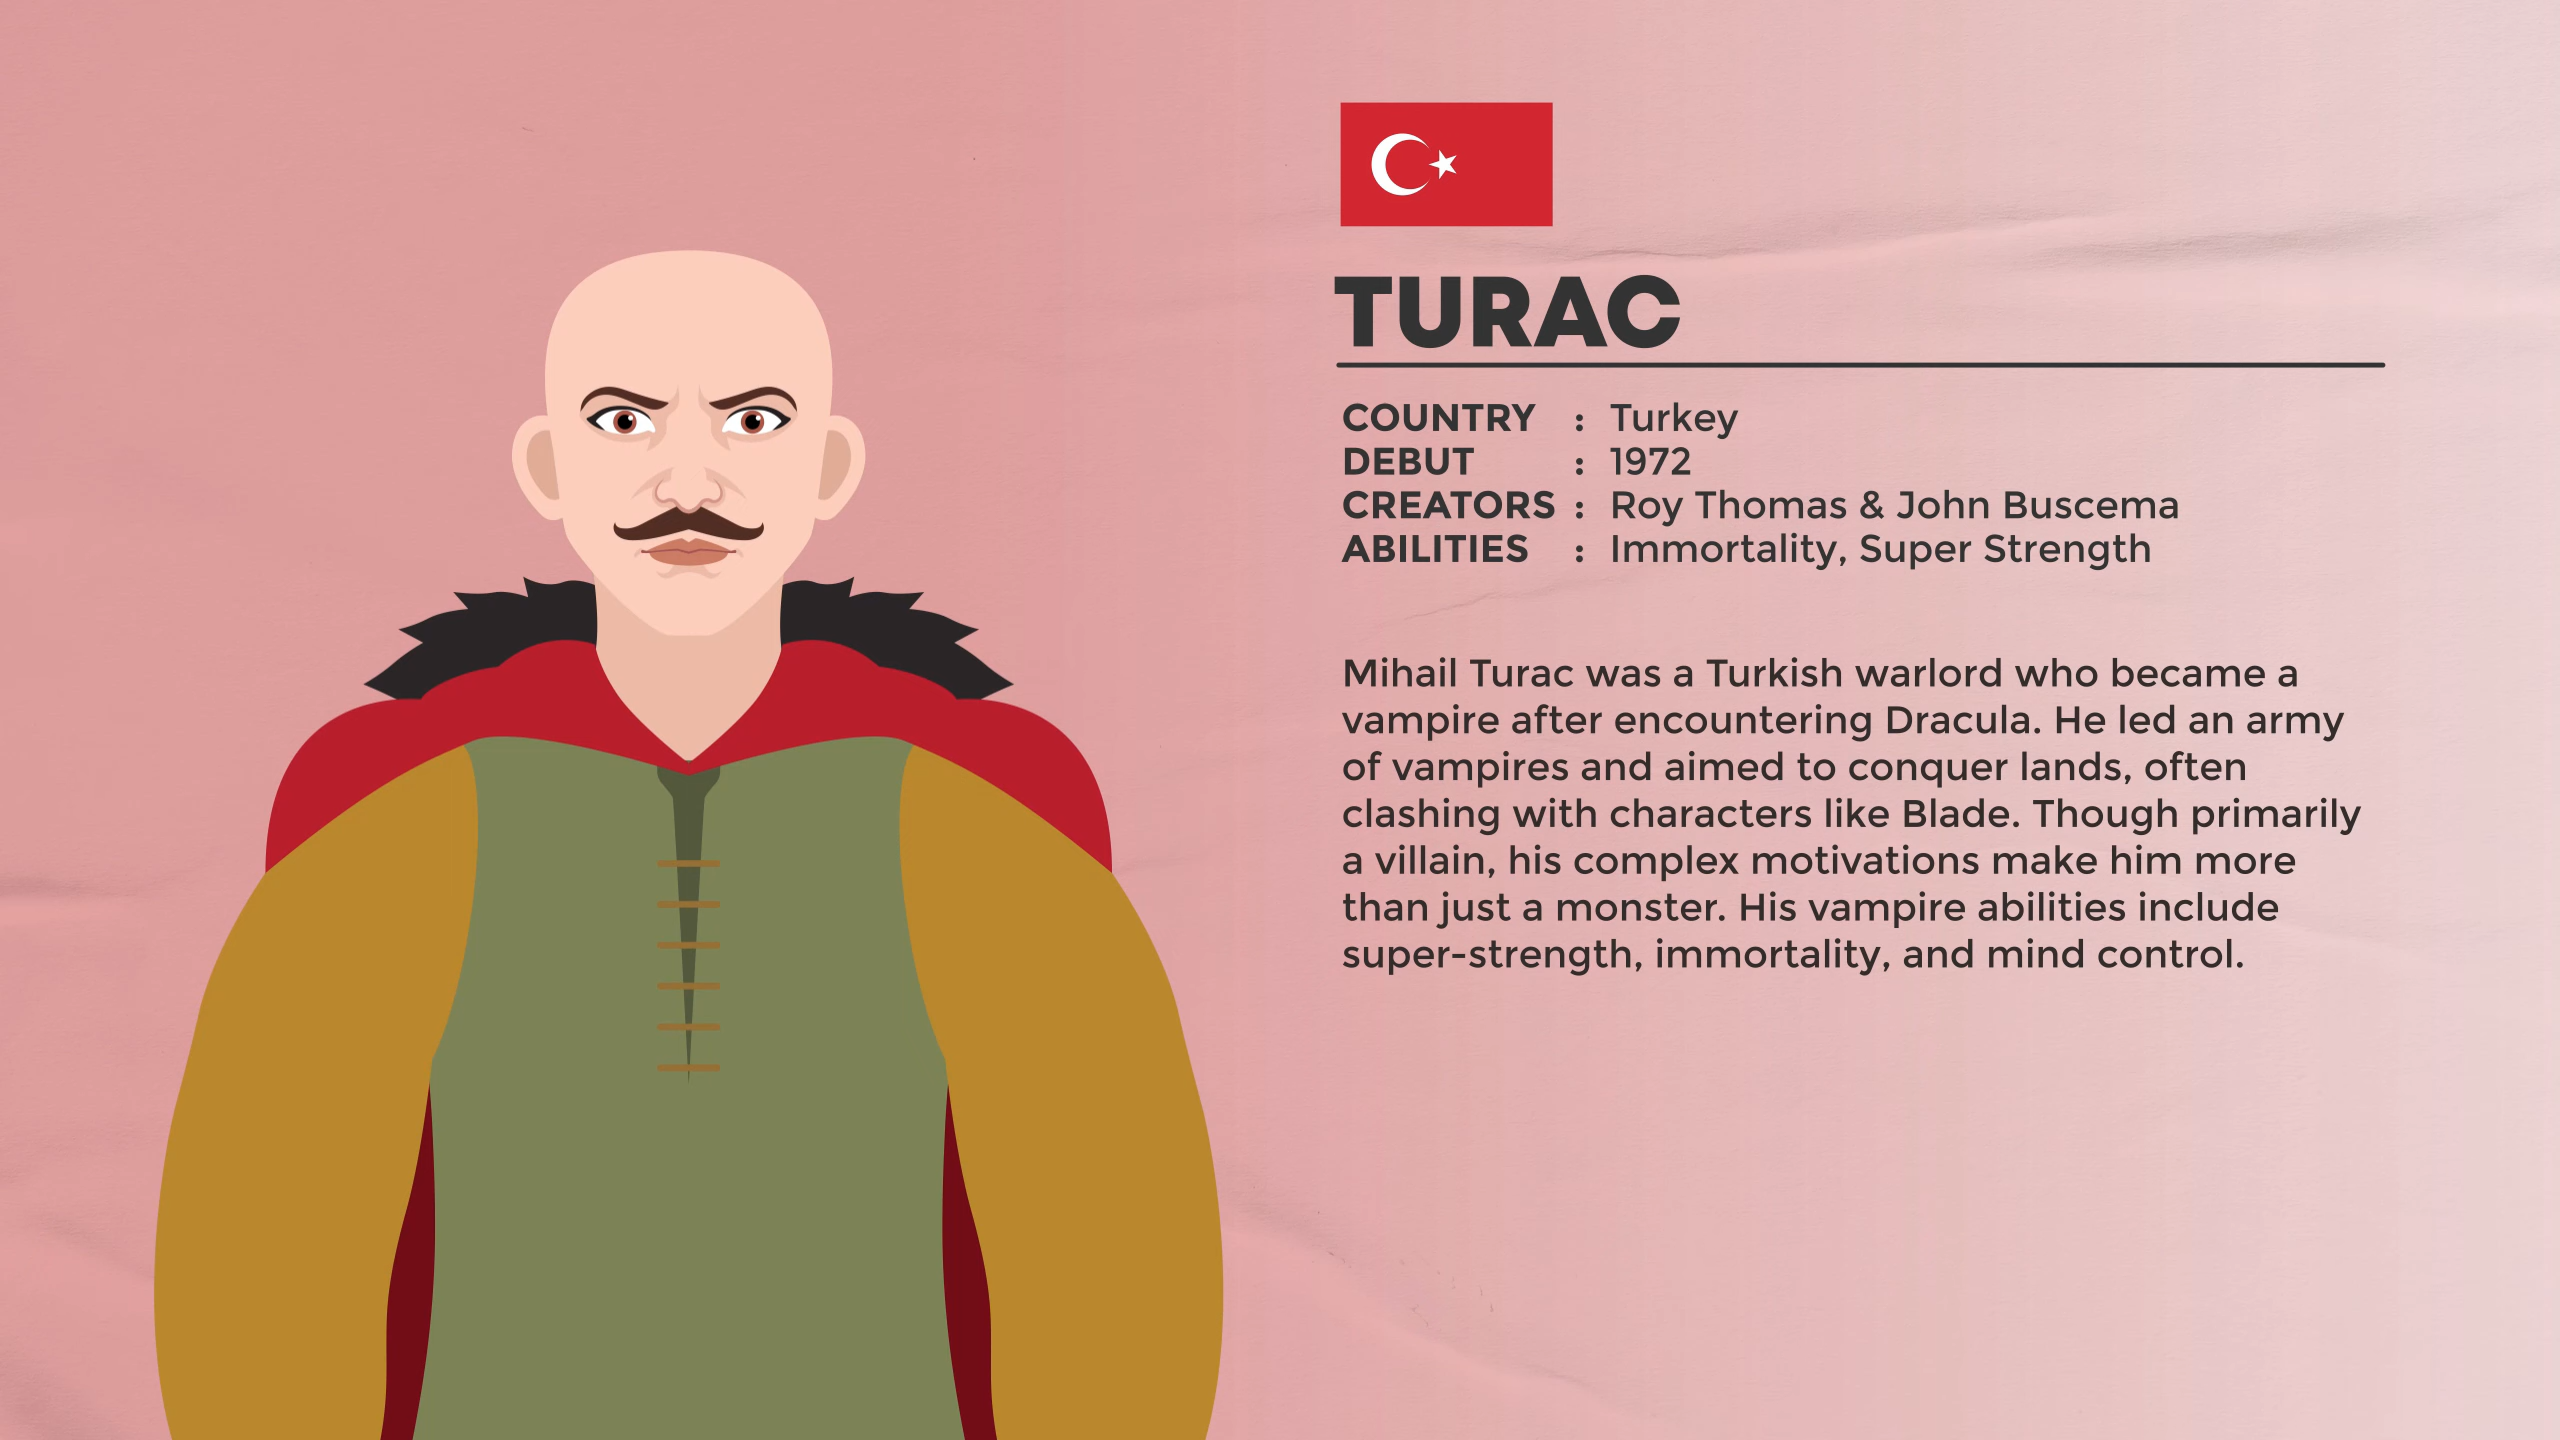 TURAC
COUNTRY : Turkey
DEBUT : 1972
CREATORS : Roy Thomas & John Buscema
ABILITIES : Immortality, Super Strength
Mihail Turac was a Turkish warlord who became a
vampire after encountering Dracula. He led an army
of vampires and aimed to conquer lands, often
clashing with characters like Blade. Though primarily
a villain, his complex motivations make him more
than just a monster. His vampire abilities include
super-strength, immortality, and mind control.